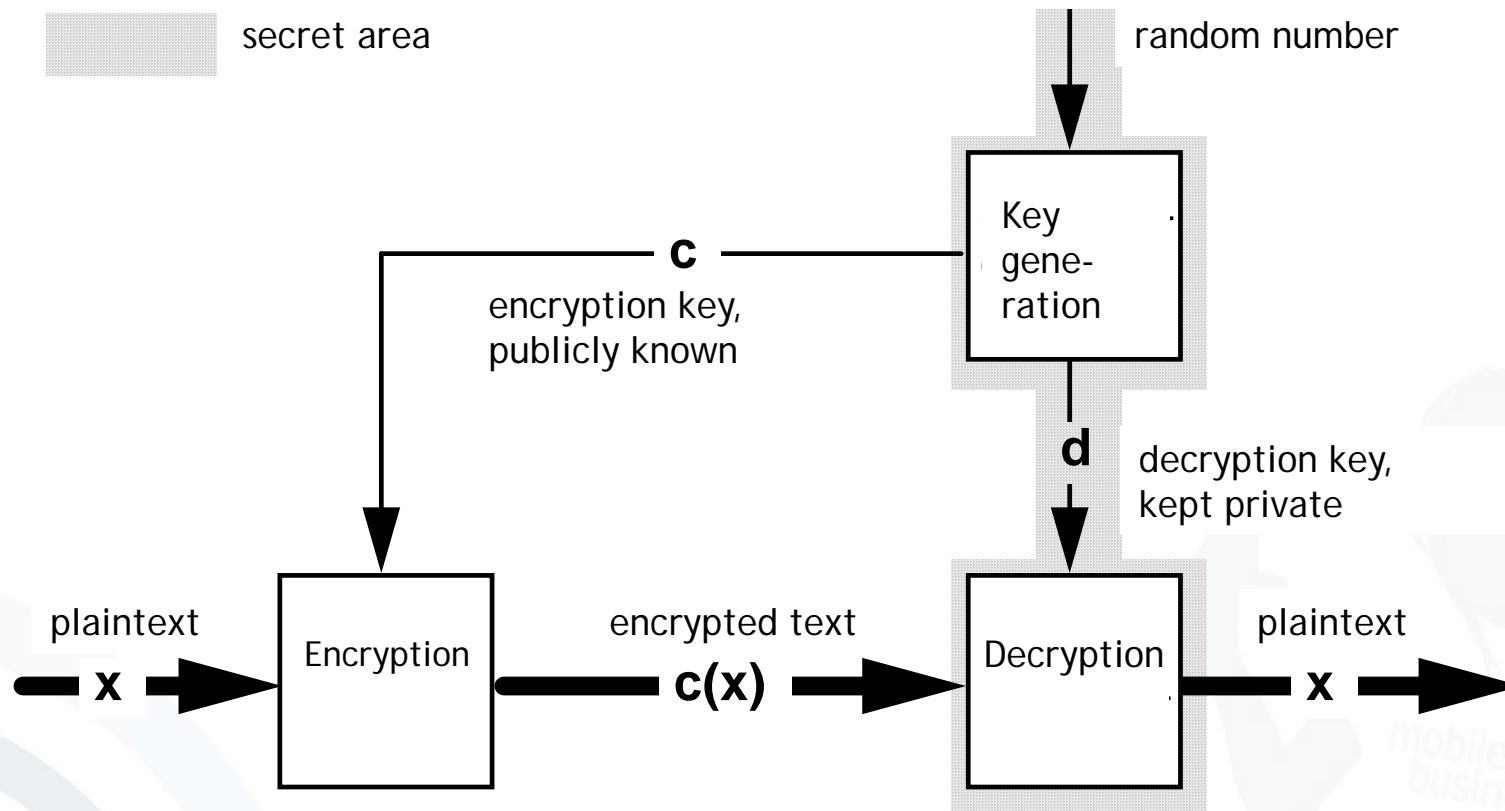 secret area
random number
Key
gene-
ration
c
encryption key,
publicly known
d
decryption key,
kept private
plaintext
x
Encryption
encrypted text
c(x)
Decryption
plaintext
x
mobile